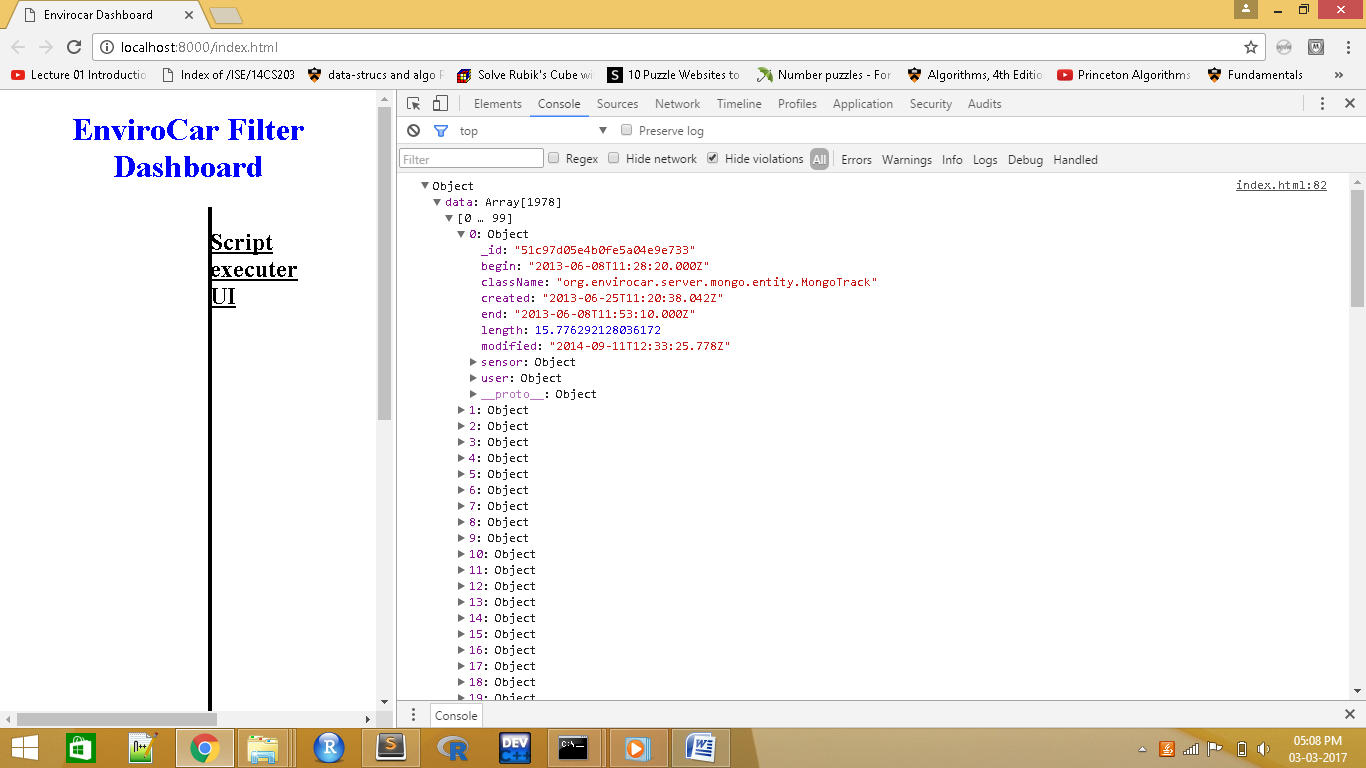 Envirocar Dashboard
localhost:8000/index.html
Lecture 01 Introductio
Index of /ISE/14CS203
data-strucs and algo
Solve Rubik's Cube wi
10 Puzzle Websites to
Number puzzles - For
Algorithms, 4th Editio
Princeton Algorithms
Fundamentals
»
EnviroCar Filter
Dashboard
Script
executer
UI
Elements Console Sources Network Timeline Profiles Application Security Audits
top
Preserve log
Filter
Regex
Hide network
Hide violations
All
Errors Warnings Info Logs Debug Handled
Object
index.html:82
data: Array[1978]
[0 … 99]
0: Object
_id: "51c97d05e4b0fe5a04e9e733"
begin: "2013-06-08T11:28:20.000Z"
className: "org.envirocar.server.mongo.entity.MongoTrack"
created: "2013-06-25T11:20:38.042Z"
end: "2013-06-08T11:53:10.000Z"
length: 15.776292128036172
modified: "2014-09-11T12:33:25.778Z"
sensor: Object
user: Object
__proto__: Object
1: Object
2: Object
3: Object
4: Object
5: Object
6: Object
7: Object
8: Object
9: Object
10: Object
11: Object
12: Object
13: Object
14: Object
15: Object
16: Object
17: Object
18: Object
19: Object
Console
DEV
C++
05:08 PM
03-03-2017